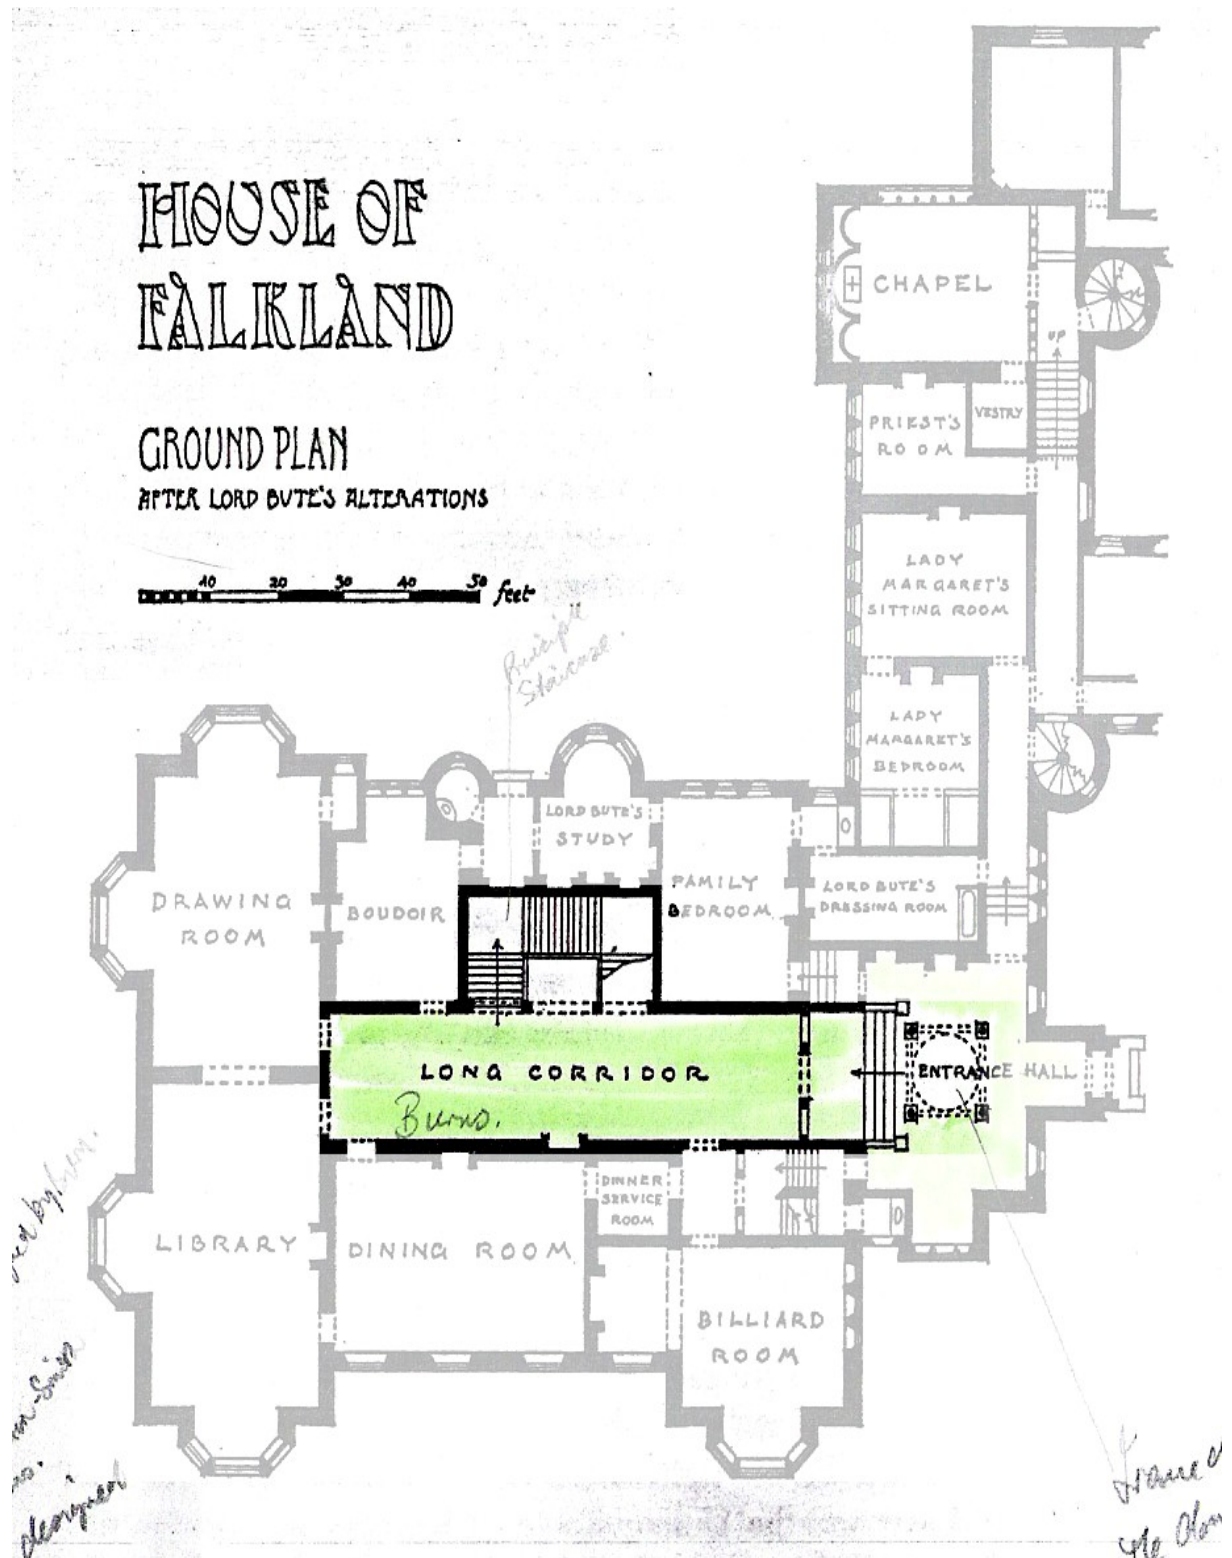 HOUSE OF
FALKLAND
GROUND PLAN
AFTER LORD BUTE'S ALTERATIONS
10 20 30 40 50 feet
Staircase.
CHAPEL
UP
PRIEST'S
ROOM
VESTRY
LADY
MARGARET'S
SITTING ROOM
LADY
MARGARET'S
BEDROOM
LORD BUTE'S
STUDY
DRAWING
ROOM
BOUDOIR
FAMILY
BEDROOM
LORD BUTE'S
DRESSING ROOM
LONG CORRIDOR
ENTRANCE HALL
Burns.
DINNER
SERVICE
ROOM
LIBRARY
DINING ROOM
BILLIARD
ROOM
designed